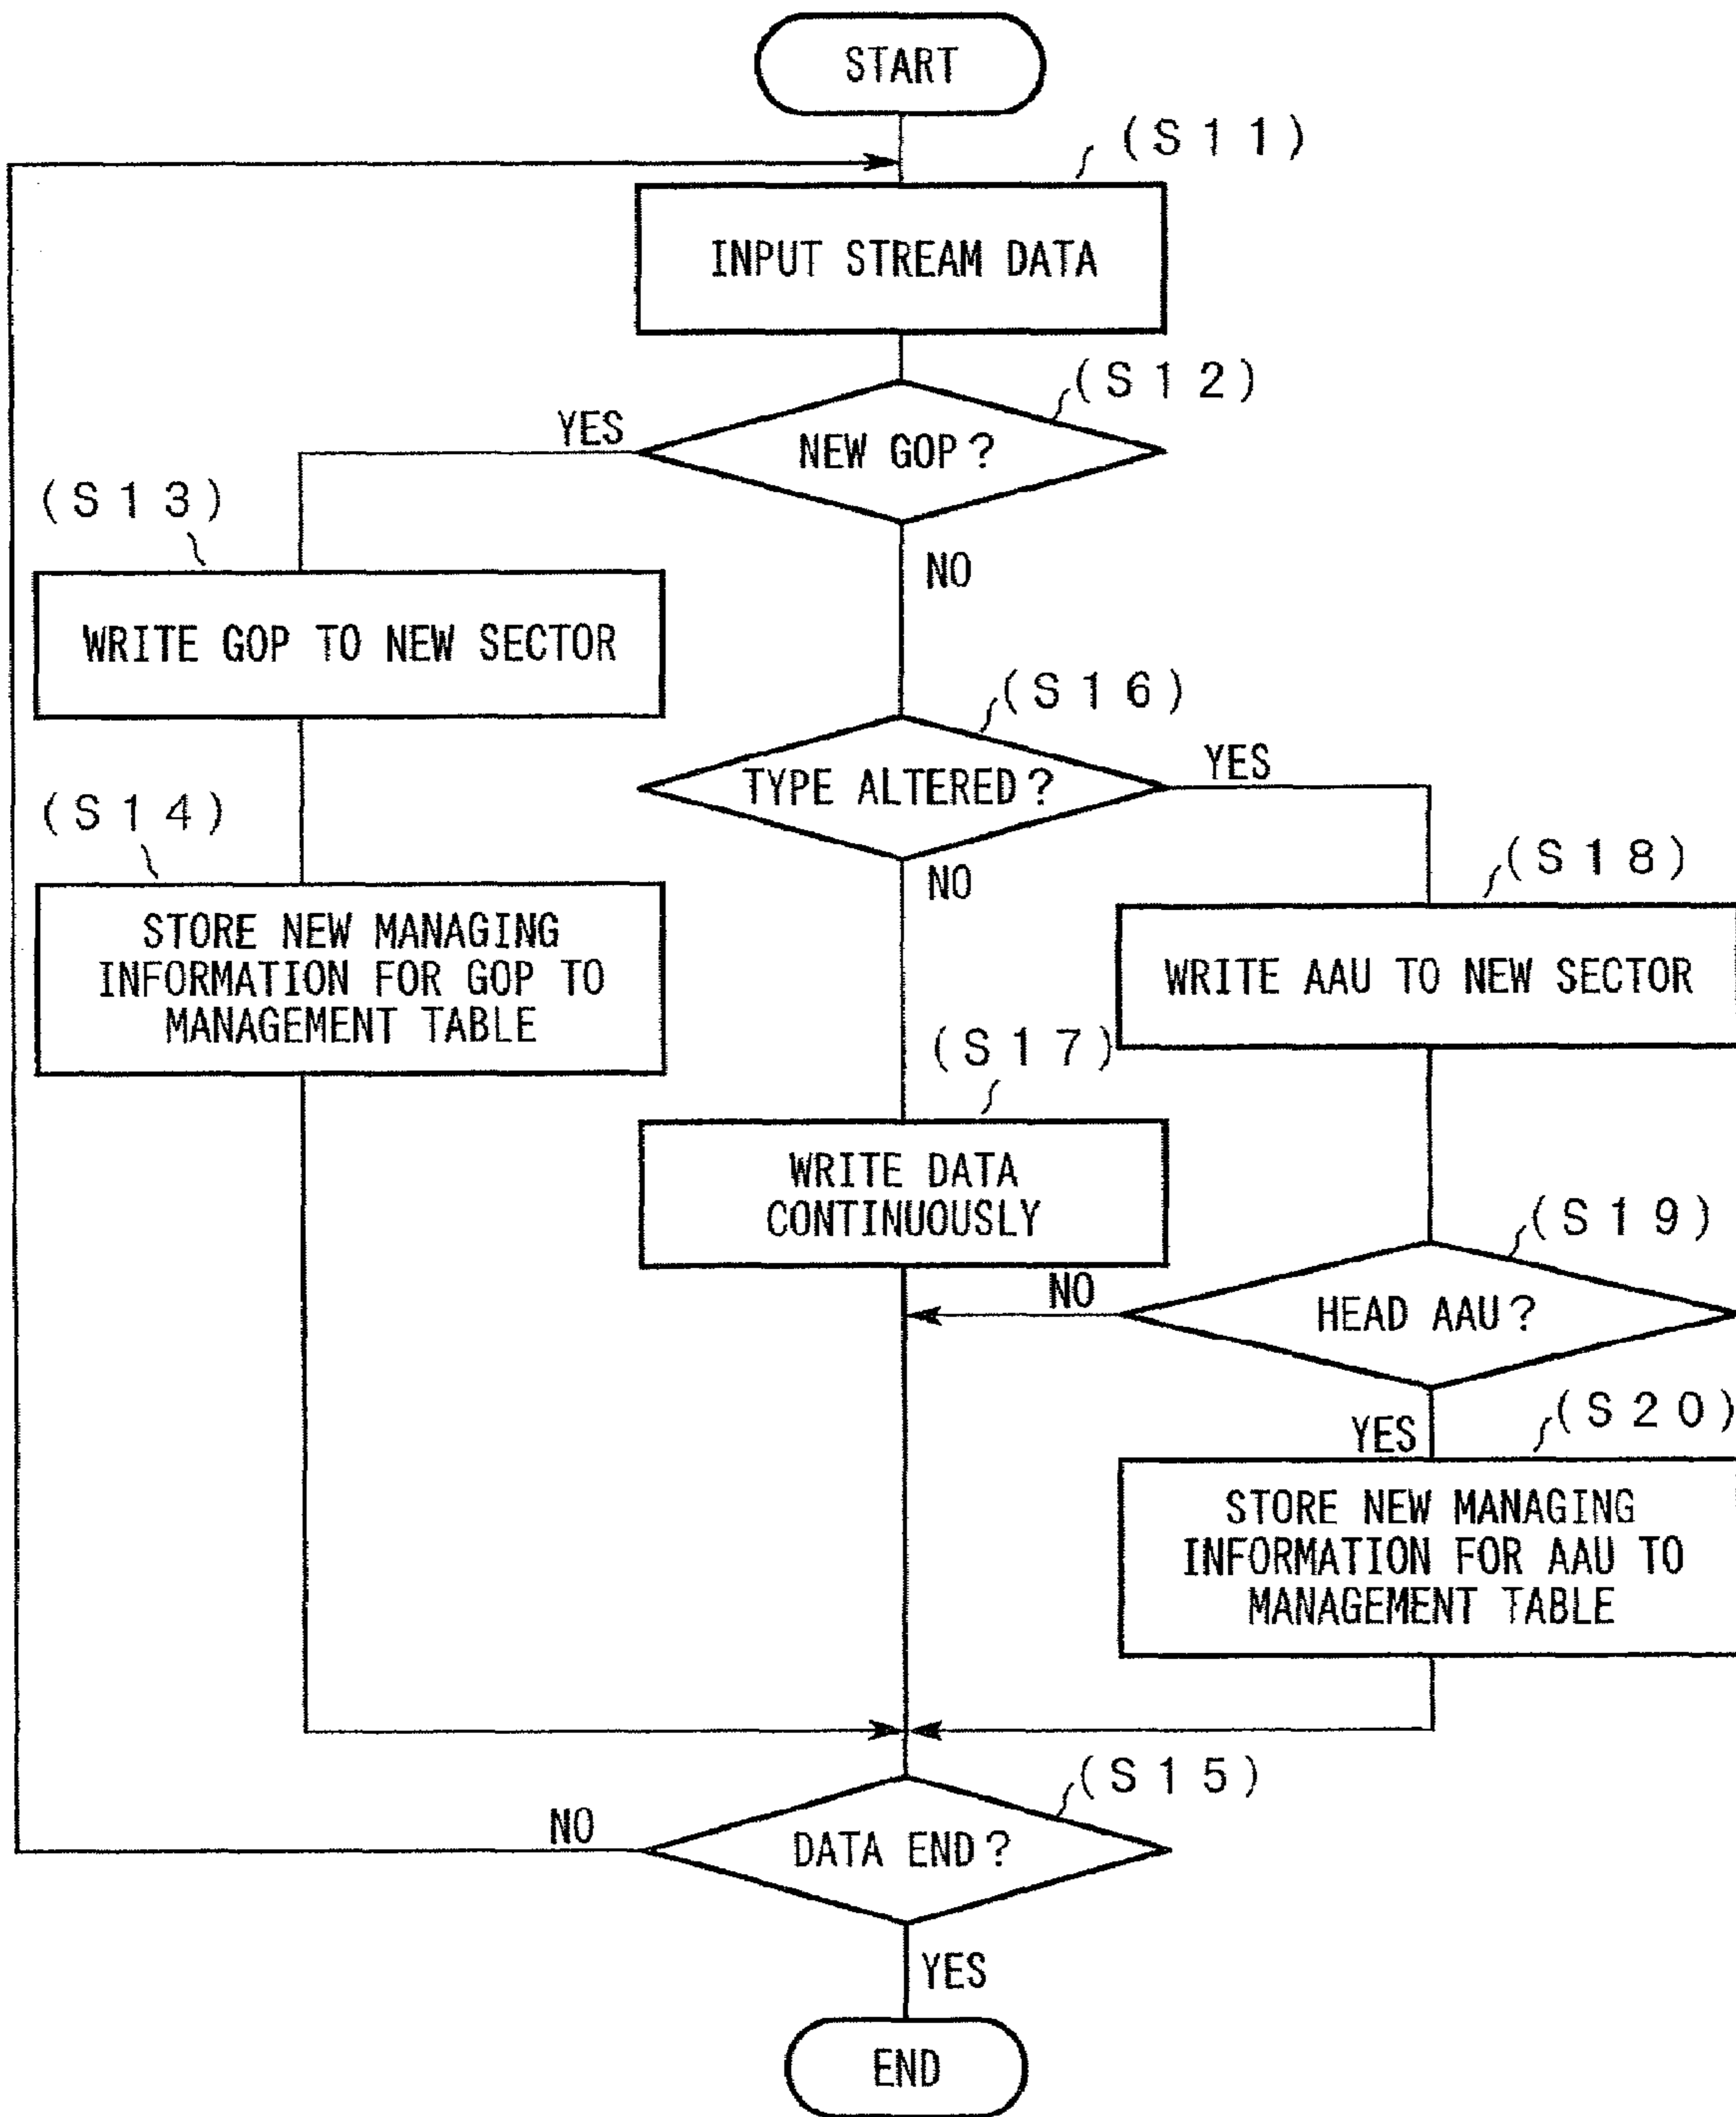 START
(S11)
INPUT STREAM DATA
(S12)
YES
NEW GOP?
(S13)
NO
WRITE GOP TO NEW SECTOR
(S16)
TYPE ALTERED?
YES
(S14)
NO
(S18)
STORE NEW MANAGING
INFORMATION FOR GOP TO
MANAGEMENT TABLE
WRITE AAU TO NEW SECTOR
(S17)
WRITE DATA
CONTINUOUSLY
(S19)
NO
HEAD AAU?
YES
(S20)
STORE NEW MANAGING
INFORMATION FOR AAU TO
MANAGEMENT TABLE
(S15)
NO
DATA END?
YES
END